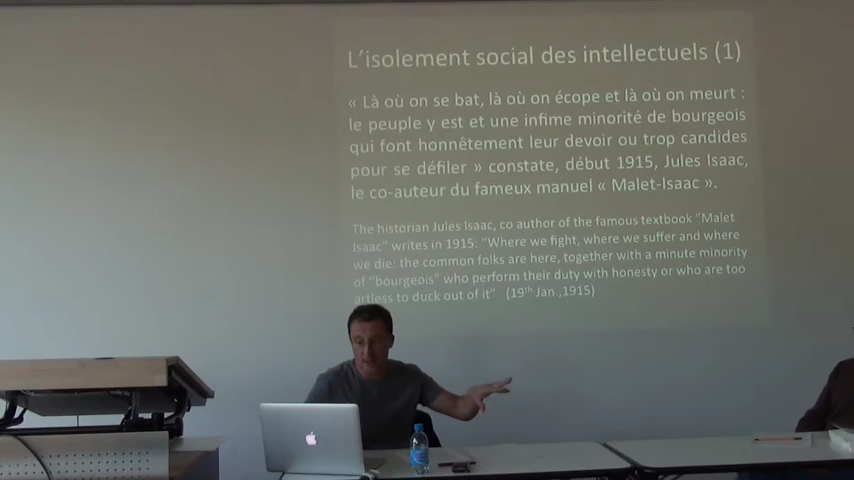 L'isolement social des intellectuels (1)
« Là où on se bat, là où on écope et là où on meurt :
le peuple y est et une infime minorité de bourgeois
qui font honnêtement leur devoir ou trop candides
pour se défiler » constate, début 1915, Jules Isaac,
le co-auteur du fameux manuel « Malet-Isaac ».
The historian Jules Isaac, co author of the famous textbook "Malet
Isaac" writes in 1915: "Where we fight, where we suffer and where
we die: the common folks are here, together with a minute minority
of "bourgeois" who perform their duty with honesty or who are too
artless to duck out of it" (19th Jan.,1915)